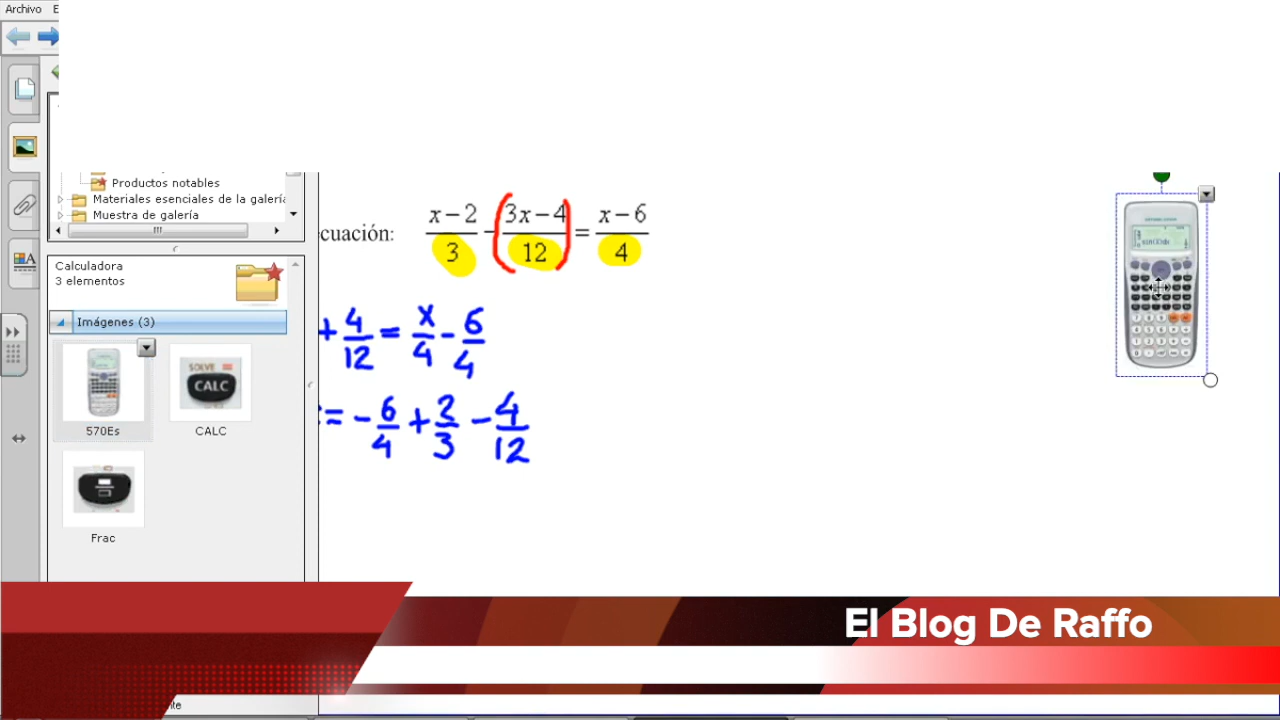 Archivo
Productos notables
Materiales esenciales de la galería
Muestra de galería
Calculadora
3 elementos
Imágenes (3)
570Es
SOLVE =
CALC
CALC
Frac
cuación: x−2/3 − (3x−4/12) = x−6/4
+ 4/12 = x/4 − 6/4
= − 6/4 + 2/3 − 4/12
El Blog De Raffo
te